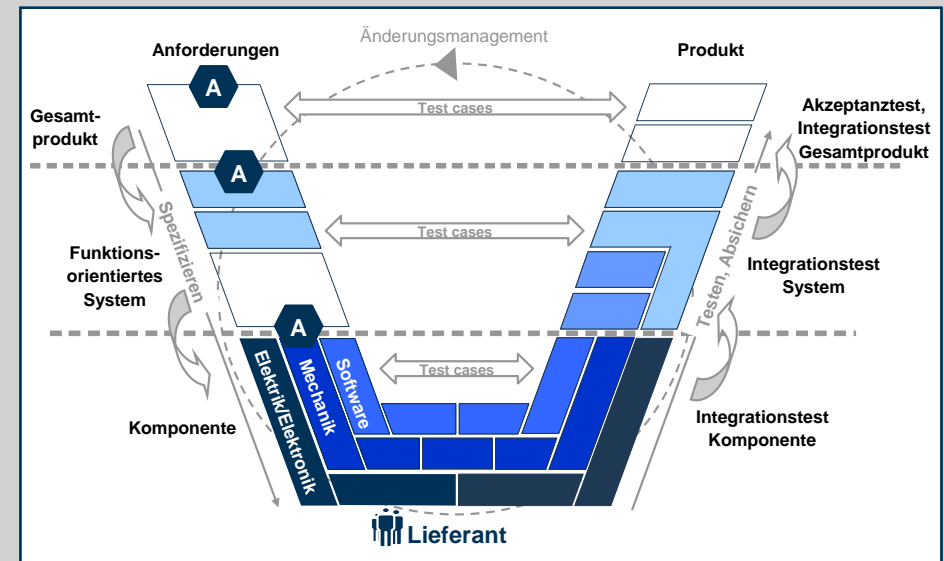 Änderungsmanagement
Anforderungen
Produkt
A
Test cases
Gesamt-
produkt
Akzeptanztest,
Integrationstest
Gesamtprodukt
A
Spezifizieren
Testen, Absichern
Test cases
Funktions-
orientiertes
System
Integrationstest
System
A
Elektrik/Elektronik
Mechanik
Software
Test cases
Komponente
Integrationstest
Komponente
Lieferant